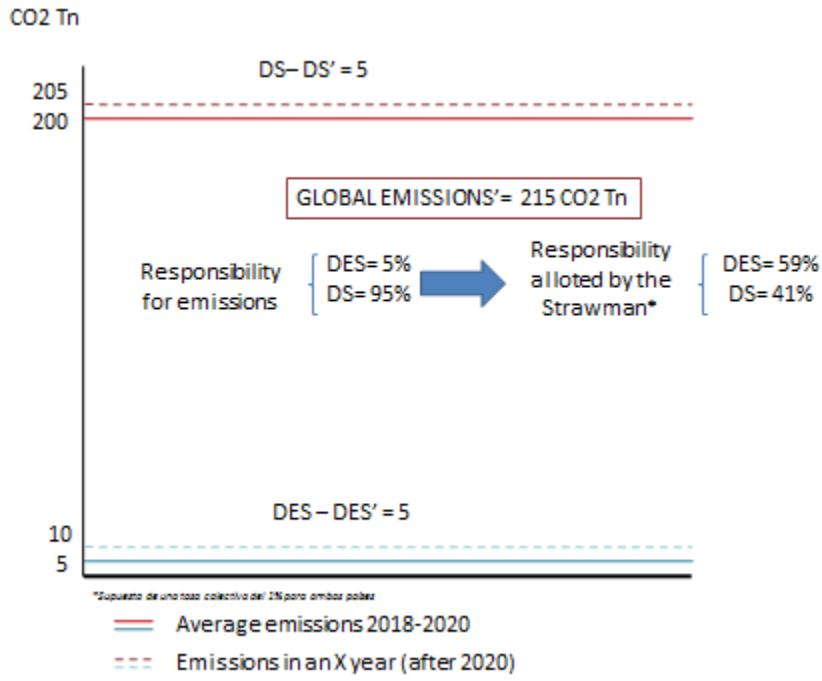 CO2 Tn
DS– DS’ = 5
205
200
GLOBAL EMISSIONS’= 215 CO2 Tn
Responsibility
for emissions
DES= 5%
DS= 95%
Responsibility
alloted by the
Strawman*
DES= 59%
DS= 41%
DES – DES’ = 5
10
5
*Supuesto de una tasa colectiva del 1% para ambos países
Average emissions 2018-2020
Emissions in an X year (after 2020)